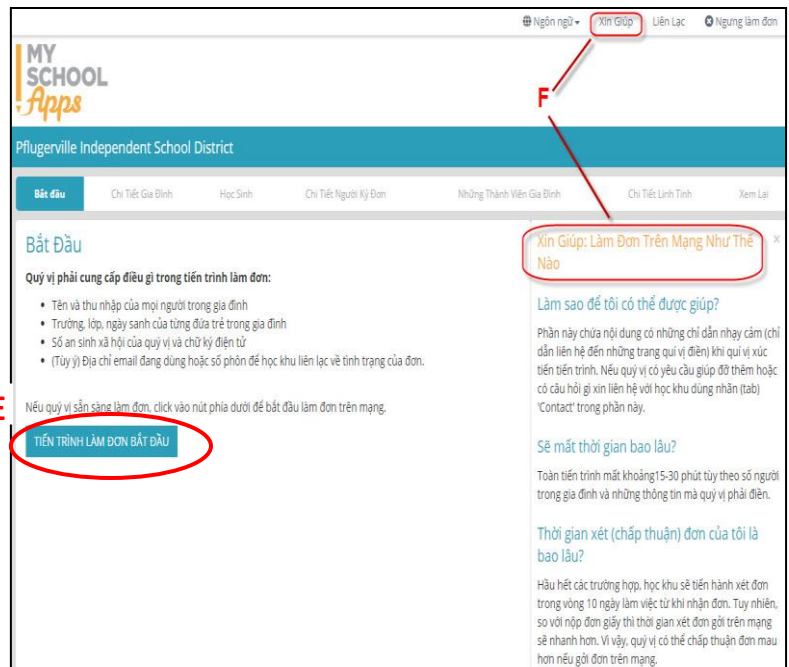 Ngôn ngữ Xin Giúp Liên Lạc Ngưng làm đơn
MY
SCHOOL
Apps
F
Pflugerville Independent School District
Bắt đầu Chi Tiết Gia Đình Học Sinh Chi Tiết Người Ký Đơn Những Thành Viên Gia Đình Chi Tiết Linh Tinh Xem Lại
Bắt Đầu
Quý vị phải cung cấp điều gì trong tiến trình làm đơn:
• Tên và thu nhập của mọi người trong gia đình
• Trường, lớp, ngày sanh của từng đứa trẻ trong gia đình
• Số an sinh xã hội của quý vị và chữ ký điện tử
• (Tùy ý) Địa chỉ email đang dùng hoặc số phôn để học khu liên lạc về tình trạng của đơn.
E
Nếu quý vị sẵn sàng làm đơn, click vào nút phía dưới để bắt đầu làm đơn trên mạng.
TIẾN TRÌNH LÀM ĐƠN BẮT ĐẦU
Xin Giúp: Làm Đơn Trên Mạng Như Thế
Nào
×
Làm sao để tôi có thể được giúp?
Phần này chứa nội dung có những chỉ dẫn nhạy cảm (chỉ
dẫn liên hệ đến những trang quí vị điền) khi quí vị xúc
tiến tiến trình. Nếu quý vị có yêu cầu giúp đỡ thêm hoặc
có câu hỏi gì xin liên hệ với học khu dùng nhãn (tab)
'Contact' trong phần này.
Sẽ mất thời gian bao lâu?
Toàn tiến trình mất khoảng15-30 phút tùy theo số người
trong gia đình và những thông tin mà quý vị phải điền.
Thời gian xét (chấp thuận) đơn của tôi là
bao lâu?
Hầu hết các trường hợp, học khu sẽ tiến hành xét đơn
trong vòng 10 ngày làm việc từ khi nhận đơn. Tuy nhiên,
so với nộp đơn giấy thì thời gian xét đơn gởi trên mạng
sẽ nhanh hơn. Vì vậy, quý vị có thể chấp thuận đơn mau
hơn nếu gởi đơn trên mạng.